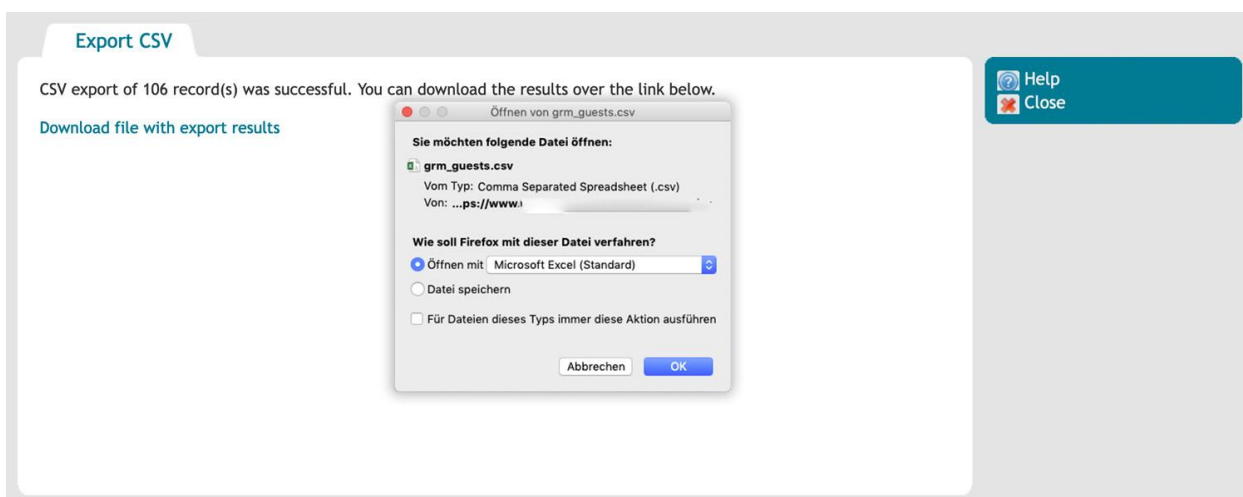 Export CSV
CSV export of 106 record(s) was successful. You can download the results over the link below.
Download file with export results
Help
Close
Öffnen von grm_guests.csv
Sie möchten folgende Datei öffnen:
grm_guests.csv
Vom Typ: Comma Separated Spreadsheet (.csv)
Von: ...ps://www.
Wie soll Firefox mit dieser Datei verfahren?
Öffnen mit Microsoft Excel (Standard)
Datei speichern
Für Dateien dieses Typs immer diese Aktion ausführen
Abbrechen OK